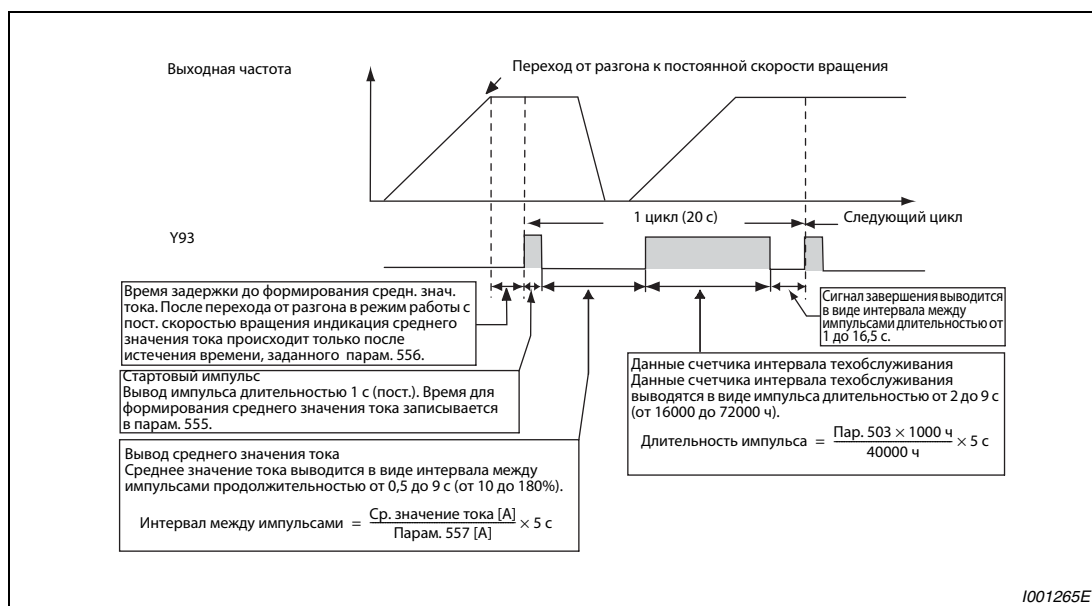 Выходная частота
Переход от разгона к постоянной скорости вращения
1 цикл (20 с)
Следующий цикл
Y93
Время задержки до формирования средн. знач.
тока. После перехода от разгона в режим работы с
пост. скоростью вращения индикация среднего
значения тока происходит только после
истечения времени, заданного парам. 556.
Сигнал завершения выводится
в виде интервала между
импульсами длительностью от
1 до 16,5 с.
Стартовый импульс
Вывод импульса длительностью 1 с (пост.). Время для
формирования среднего значения тока записывается
в парам. 555.
Данные счетчика интервала техобслуживания
Данные счетчика интервала техобслуживания
выводятся в виде импульса длительностью от 2 до 9 с
(от 16000 до 72000 ч).
Длительность импульса = Пар. 503 × 1000 ч
40000 ч
× 5 с
Вывод среднего значения тока
Среднее значение тока выводится в виде интервала между
импульсами продолжительностью от 0,5 до 9 с (от 10 до 180%).
Интервал между импульсами = Ср. значение тока [A]
Парам. 557 [A]
× 5 с
I001265E